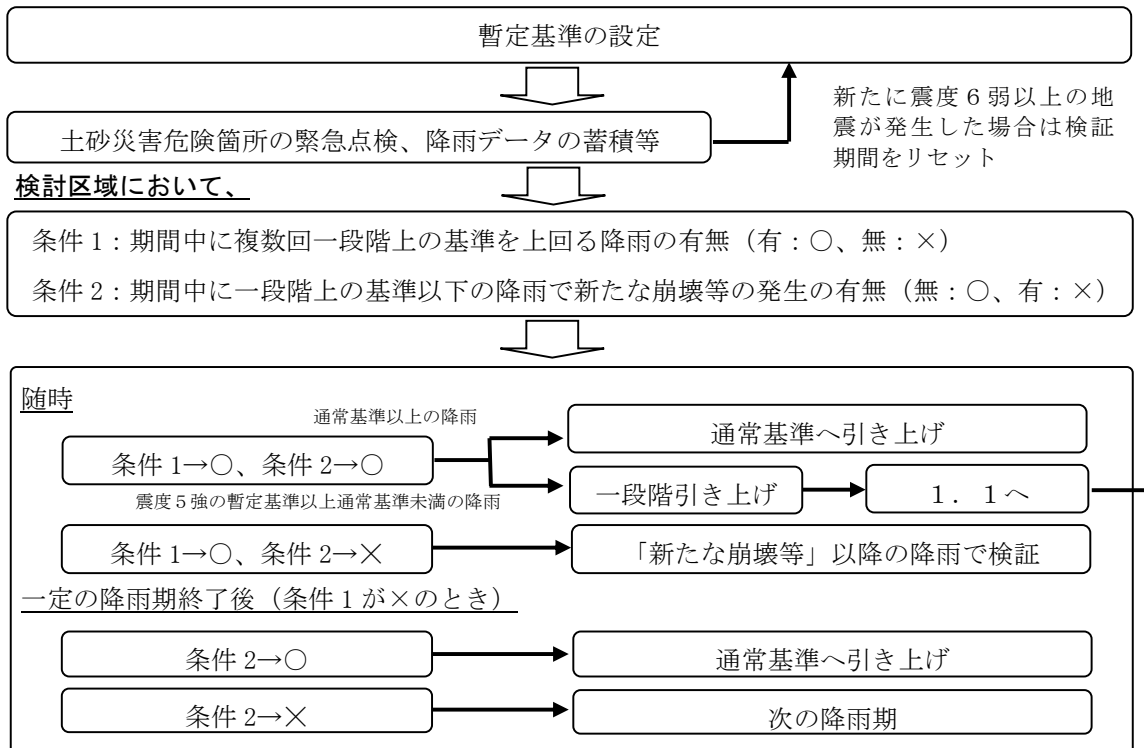 暫定基準の設定
新たに震度６弱以上の地
震が発生した場合は検証
期間をリセット
土砂災害危険箇所の緊急点検、降雨データの蓄積等
検討区域において、
条件１：期間中に複数回一段階上の基準を上回る降雨の有無（有：○、無：×）
条件２：期間中に一段階上の基準以下の降雨で新たな崩壊等の発生の有無（無：○、有：×）
随時
通常基準以上の降雨
通常基準へ引き上げ
条件 1→○、条件 2→○
一段階引き上げ
１．１へ
震度５強の暫定基準以上通常基準未満の降雨
条件 1→○、条件 2→×
「新たな崩壊等」以降の降雨で検証
一定の降雨期終了後（条件１が×のとき）
条件 2→○
通常基準へ引き上げ
条件 2→×
次の降雨期